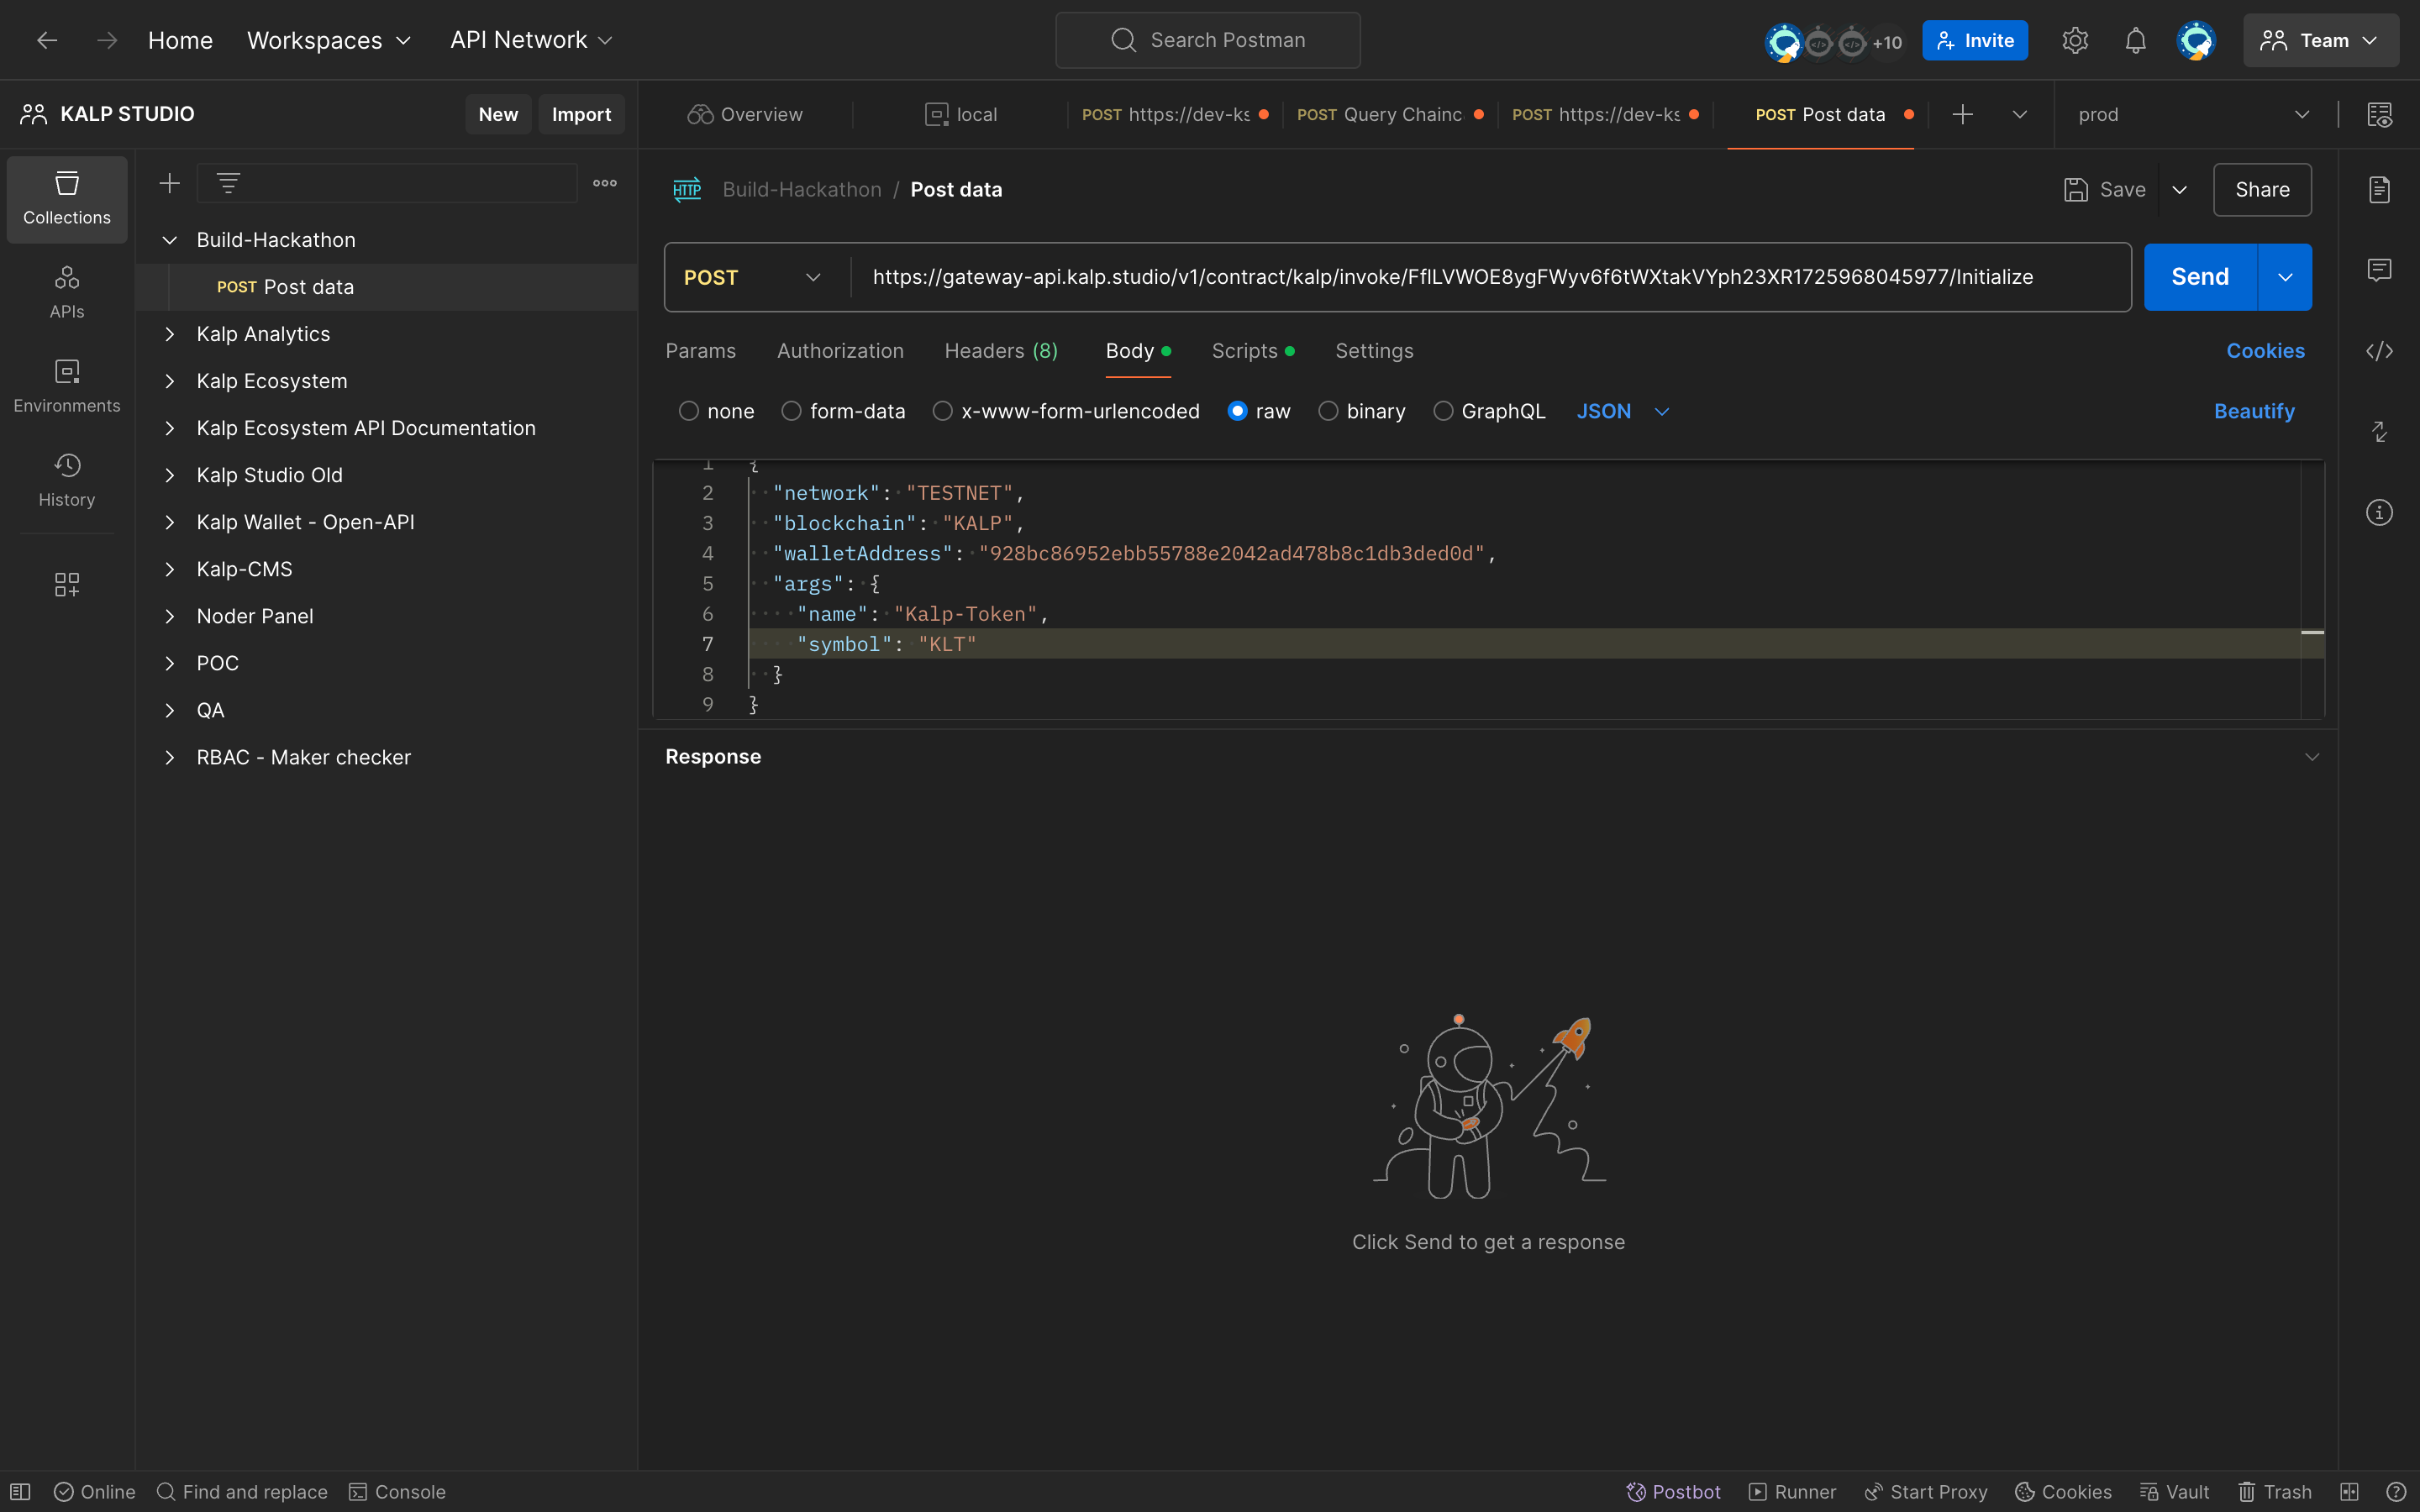 Home Workspaces API Network Search Postman +10 Invite Team
KALP STUDIO New Import
Overview local POST https://dev-ks POST Query Chainc POST https://dev-ks POST Post data prod
Collections
APIs
Environments
History
Build-Hackathon
POST Post data
Kalp Analytics
Kalp Ecosystem
Kalp Ecosystem API Documentation
Kalp Studio Old
Kalp Wallet - Open-API
Kalp-CMS
Noder Panel
POC
QA
RBAC - Maker checker
HTTP Build-Hackathon / Post data Save Share
POST https://gateway-api.kalp.studio/v1/contract/kalp/invoke/FflLVWOE8ygFWyv6f6tWXtakVYph23XR1725968045977/Initialize Send
Params Authorization Headers (8) Body Scripts Settings Cookies
none form-data x-www-form-urlencoded raw binary GraphQL JSON Beautify
1 {
2 "network": "TESTNET",
3 "blockchain": "KALP",
4 "walletAddress": "928bc86952ebb55788e2042ad478b8c1db3ded0d",
5 "args": {
6 "name": "Kalp-Token",
7 "symbol": "KLT"
8 }
9 }
Response
Click Send to get a response
Online Find and replace Console Postbot Runner Start Proxy Cookies Vault Trash